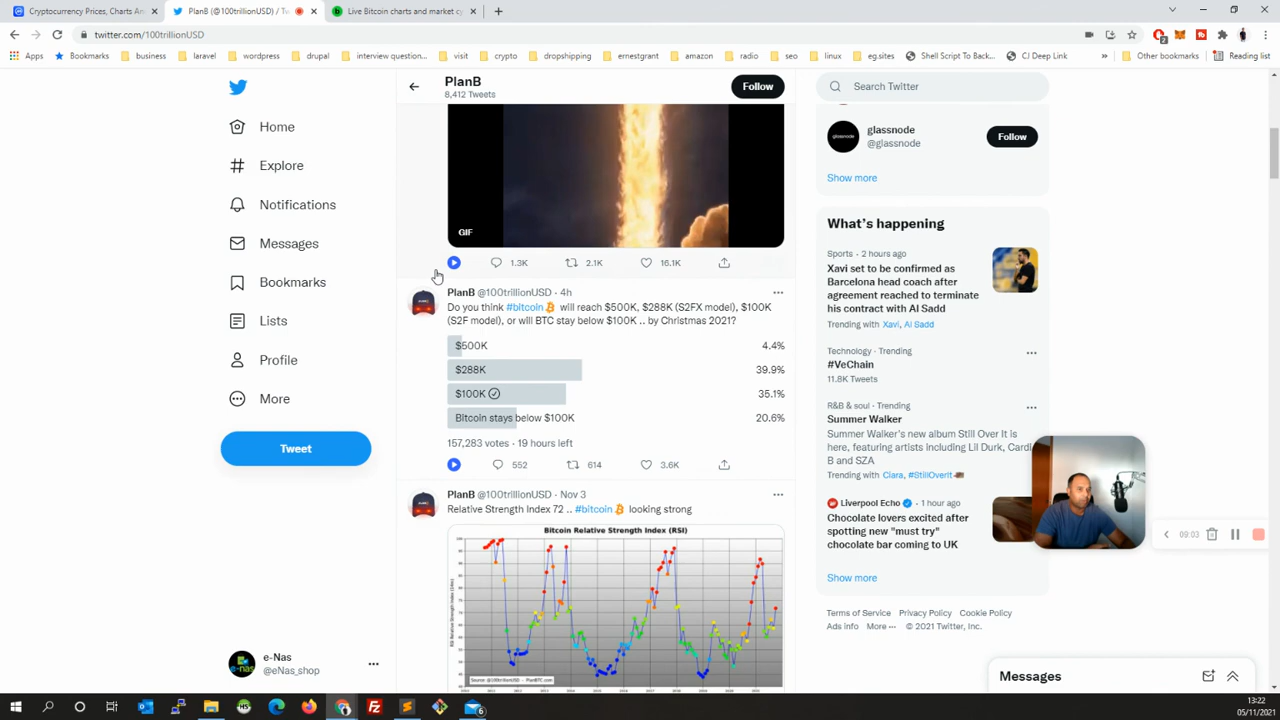 Cryptocurrency Prices, Charts An
PlanB (@100trillionUSD) / Tw
Live Bitcoin charts and market cy
twitter.com/100trillionUSD
2
Apps
Bookmarks
business
laravel
wordpress
drupal
interview question...
visit
crypto
dropshipping
ernestgrant
amazon
radio
seo
linux
eg.sites
Shell Script To Back...
CJ Deep Link
»
Other bookmarks
Reading list
Home
Explore
Notifications
Messages
Bookmarks
Lists
Profile
More
Tweet
e-Nas
@eNas_shop
PlanB
8,412 Tweets
Follow
GIF
1.3K
2.1K
16.1K
PlanB @100trillionUSD · 4h
Do you think #bitcoin will reach $500K, $288K (S2FX model), $100K
(S2F model), or will BTC stay below $100K .. by Christmas 2021?
$500K 4.4%
$288K 39.9%
$100K 35.1%
Bitcoin stays below $100K 20.6%
157,283 votes · 19 hours left
552
614
3.6K
PlanB @100trillionUSD · Nov 3
Relative Strength Index 72 .. #bitcoin looking strong
Bitcoin Relative Strength Index (RSI)
Source: @100trillionUSD - PlanBTC.com
Search Twitter
glassnode
glassnode
@glassnode
Follow
Show more
What's happening
Sports · 2 hours ago
Xavi set to be confirmed as
Barcelona head coach after
agreement reached to terminate
his contract with Al Sadd
Trending with Xavi, Al Sadd
Technology · Trending
#VeChain
11.8K Tweets
R&B & soul · Trending
Summer Walker
Summer Walker's new album Still Over It is
here, featuring artists including Lil Durk, Cardi
B and SZA
Trending with Ciara, #StillOverIt
Liverpool Echo · 1 hour ago
Chocolate lovers excited after
spotting new "must try"
chocolate bar coming to UK
Show more
Terms of Service Privacy Policy Cookie Policy
Ads info More ··· © 2021 Twitter, Inc.
09:03
Messages
6
13:22
05/11/2021